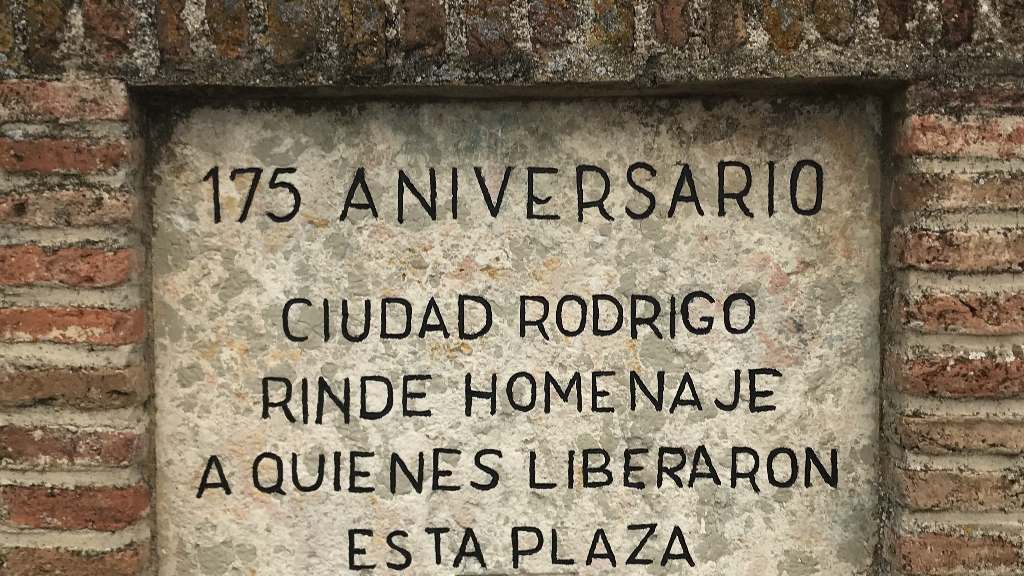 175 ANIVERSARIO
CIUDAD RODRIGO
RINDE HOMENAJE
A QUIENES LIBERARON
ESTA PLAZA